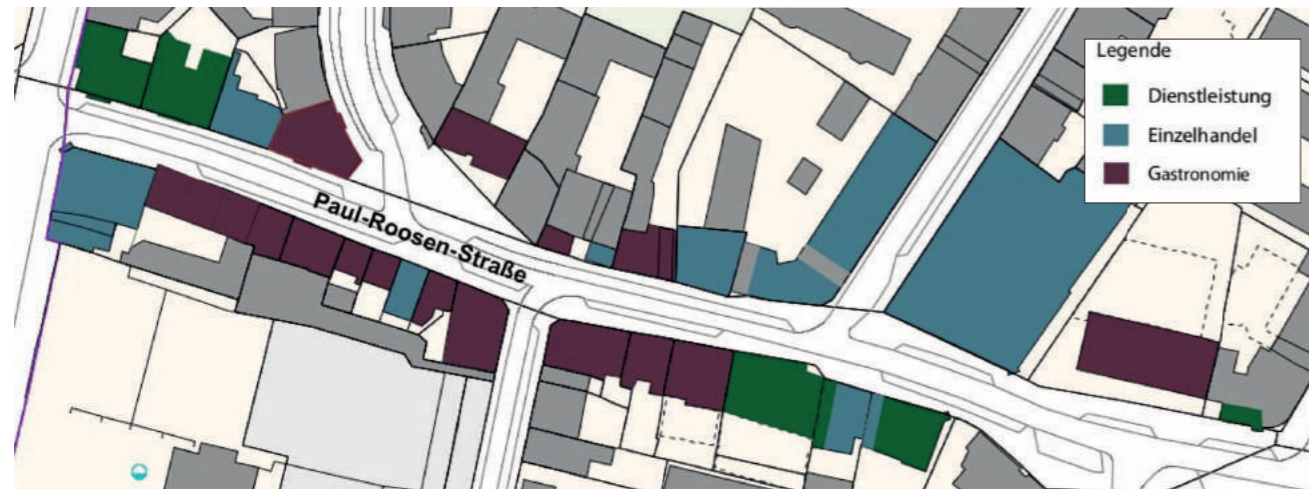 Legende
Dienstleistung
Einzelhandel
Gastronomie
Paul-Roosen-Straße